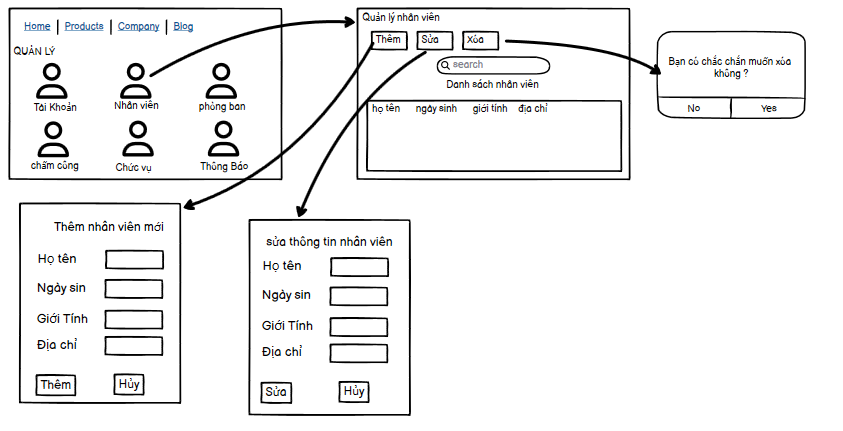 Home Products Company Blog
QUẢN LÝ
Tài Khoản Nhân viên phòng ban
chấm công Chức vụ Thông Báo
Quản lý nhân viên
Thêm Sửa Xóa
search
Danh sách nhân viên
họ tên ngày sinh giới tính địa chỉ
Bạn có chắc chắn muốn xóa
không ?
No Yes
Thêm nhân viên mới
Họ tên
Ngày sin
Giới Tính
Địa chỉ
Thêm Hủy
sửa thông tin nhân viên
Họ tên
Ngày sin
Giới Tính
Địa chỉ
Sửa Hủy